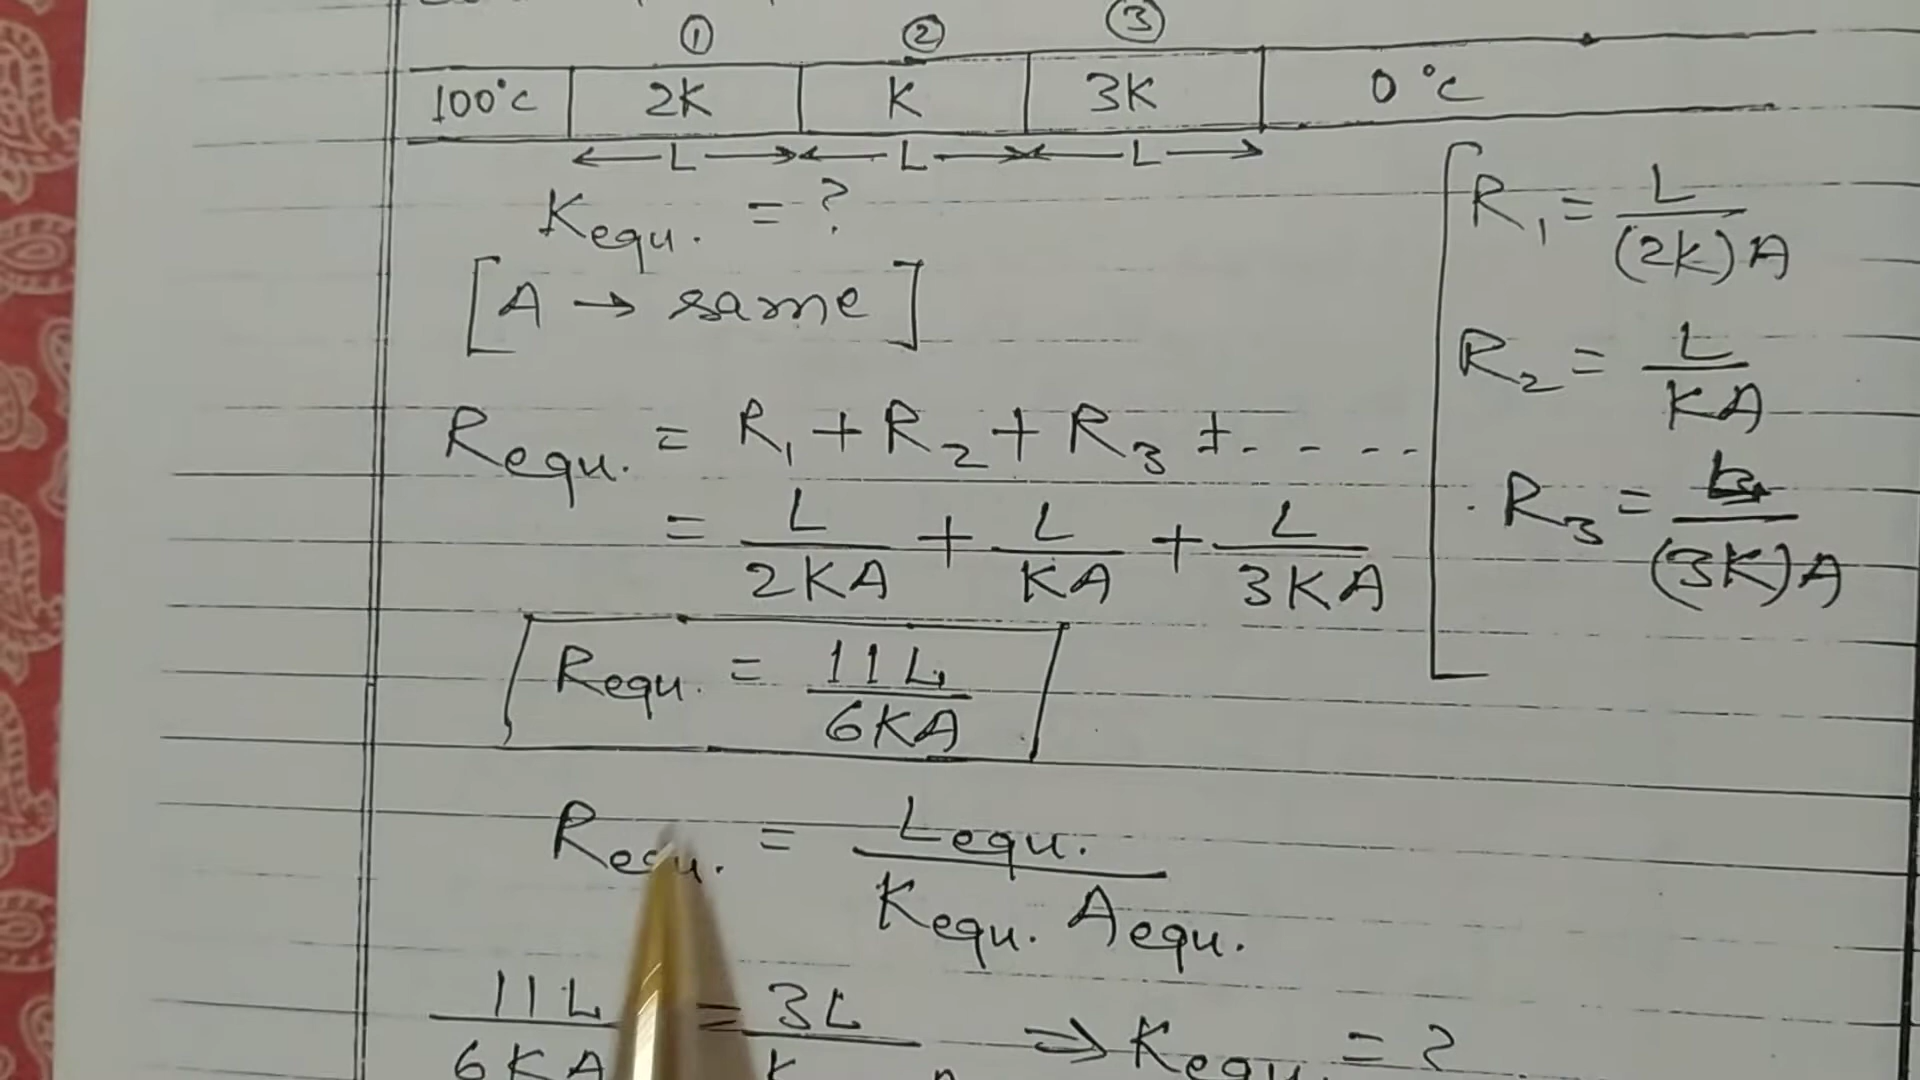 ① ② ③
100°c 2K K 3K 0°c
L L L
Kequ. = ?
[A → same]
R₁ = L/(2K)A
R₂ = L/KA
R₃ = L/(3K)A
Requ. = R₁ + R₂ + R₃ + - - - -
= L/2KA + L/KA + L/3KA
Requ. = 11L/6KA
Requ. = Lequ./Kequ. Aequ.
11L/6KA = 3L/K ⇒ Kequ. = ?